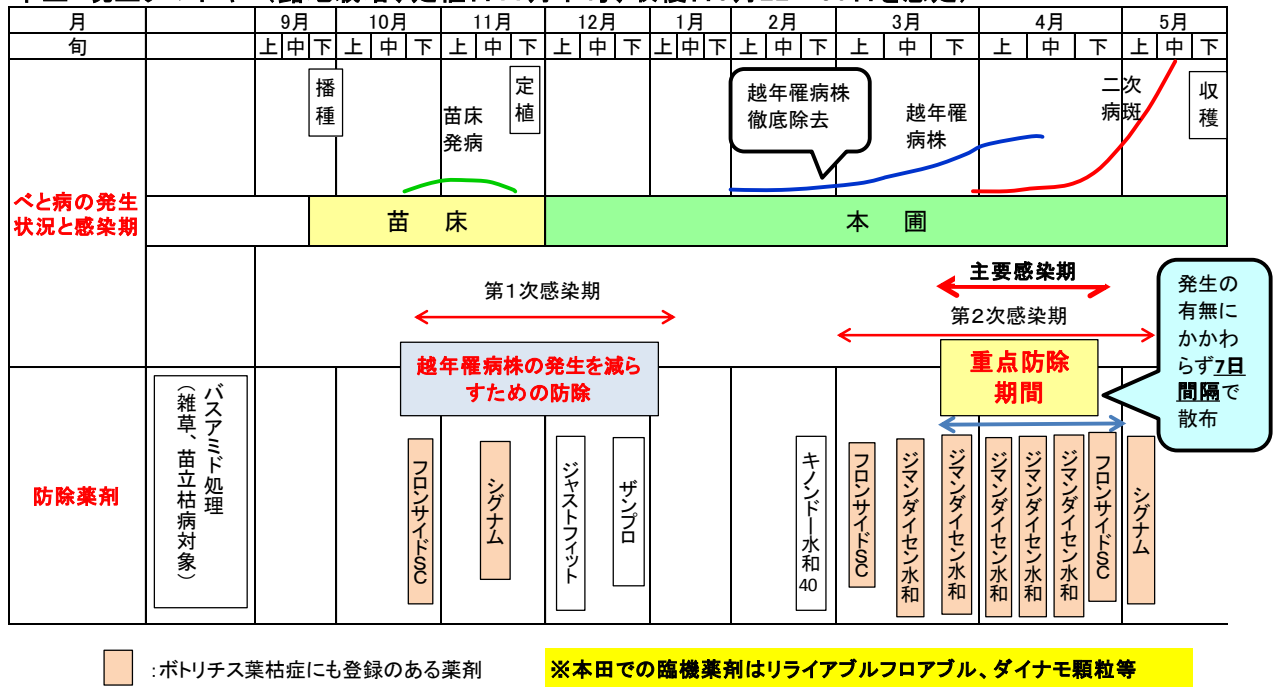 月 9月 10月 11月 12月 1月 2月 3月 4月 5月
旬 上 中 下 上 中 下 上 中 下 上 中 下 上 中 下 上 中 下 上 中 下 上 中 下 上 中 下
播種
苗床
発病
定植
越年罹病株
徹底除去
越年罹
病株
二次
病斑
収穫
べと病の発生
状況と感染期
苗 床
本 圃
第1次感染期
主要感染期
第2次感染期
発生の
有無に
かかわ
らず7日
間隔で
散布
越年罹病株の発生を減ら
すための防除
重点防除
期間
防除薬剤
バスアミド処理
(雑草、苗立枯病対象)
フロンサイドSC
シグナム
ジャストフィット
ザンプロ
キノンドー水和40
フロンサイドSC
ジマンダイセン水和
ジマンダイセン水和
ジマンダイセン水和
ジマンダイセン水和
ジマンダイセン水和
フロンサイドSC
シグナム
:ボトリチス葉枯症にも登録のある薬剤
※本田での臨機薬剤はリライアブルフロアブル、ダイナモ顆粒等